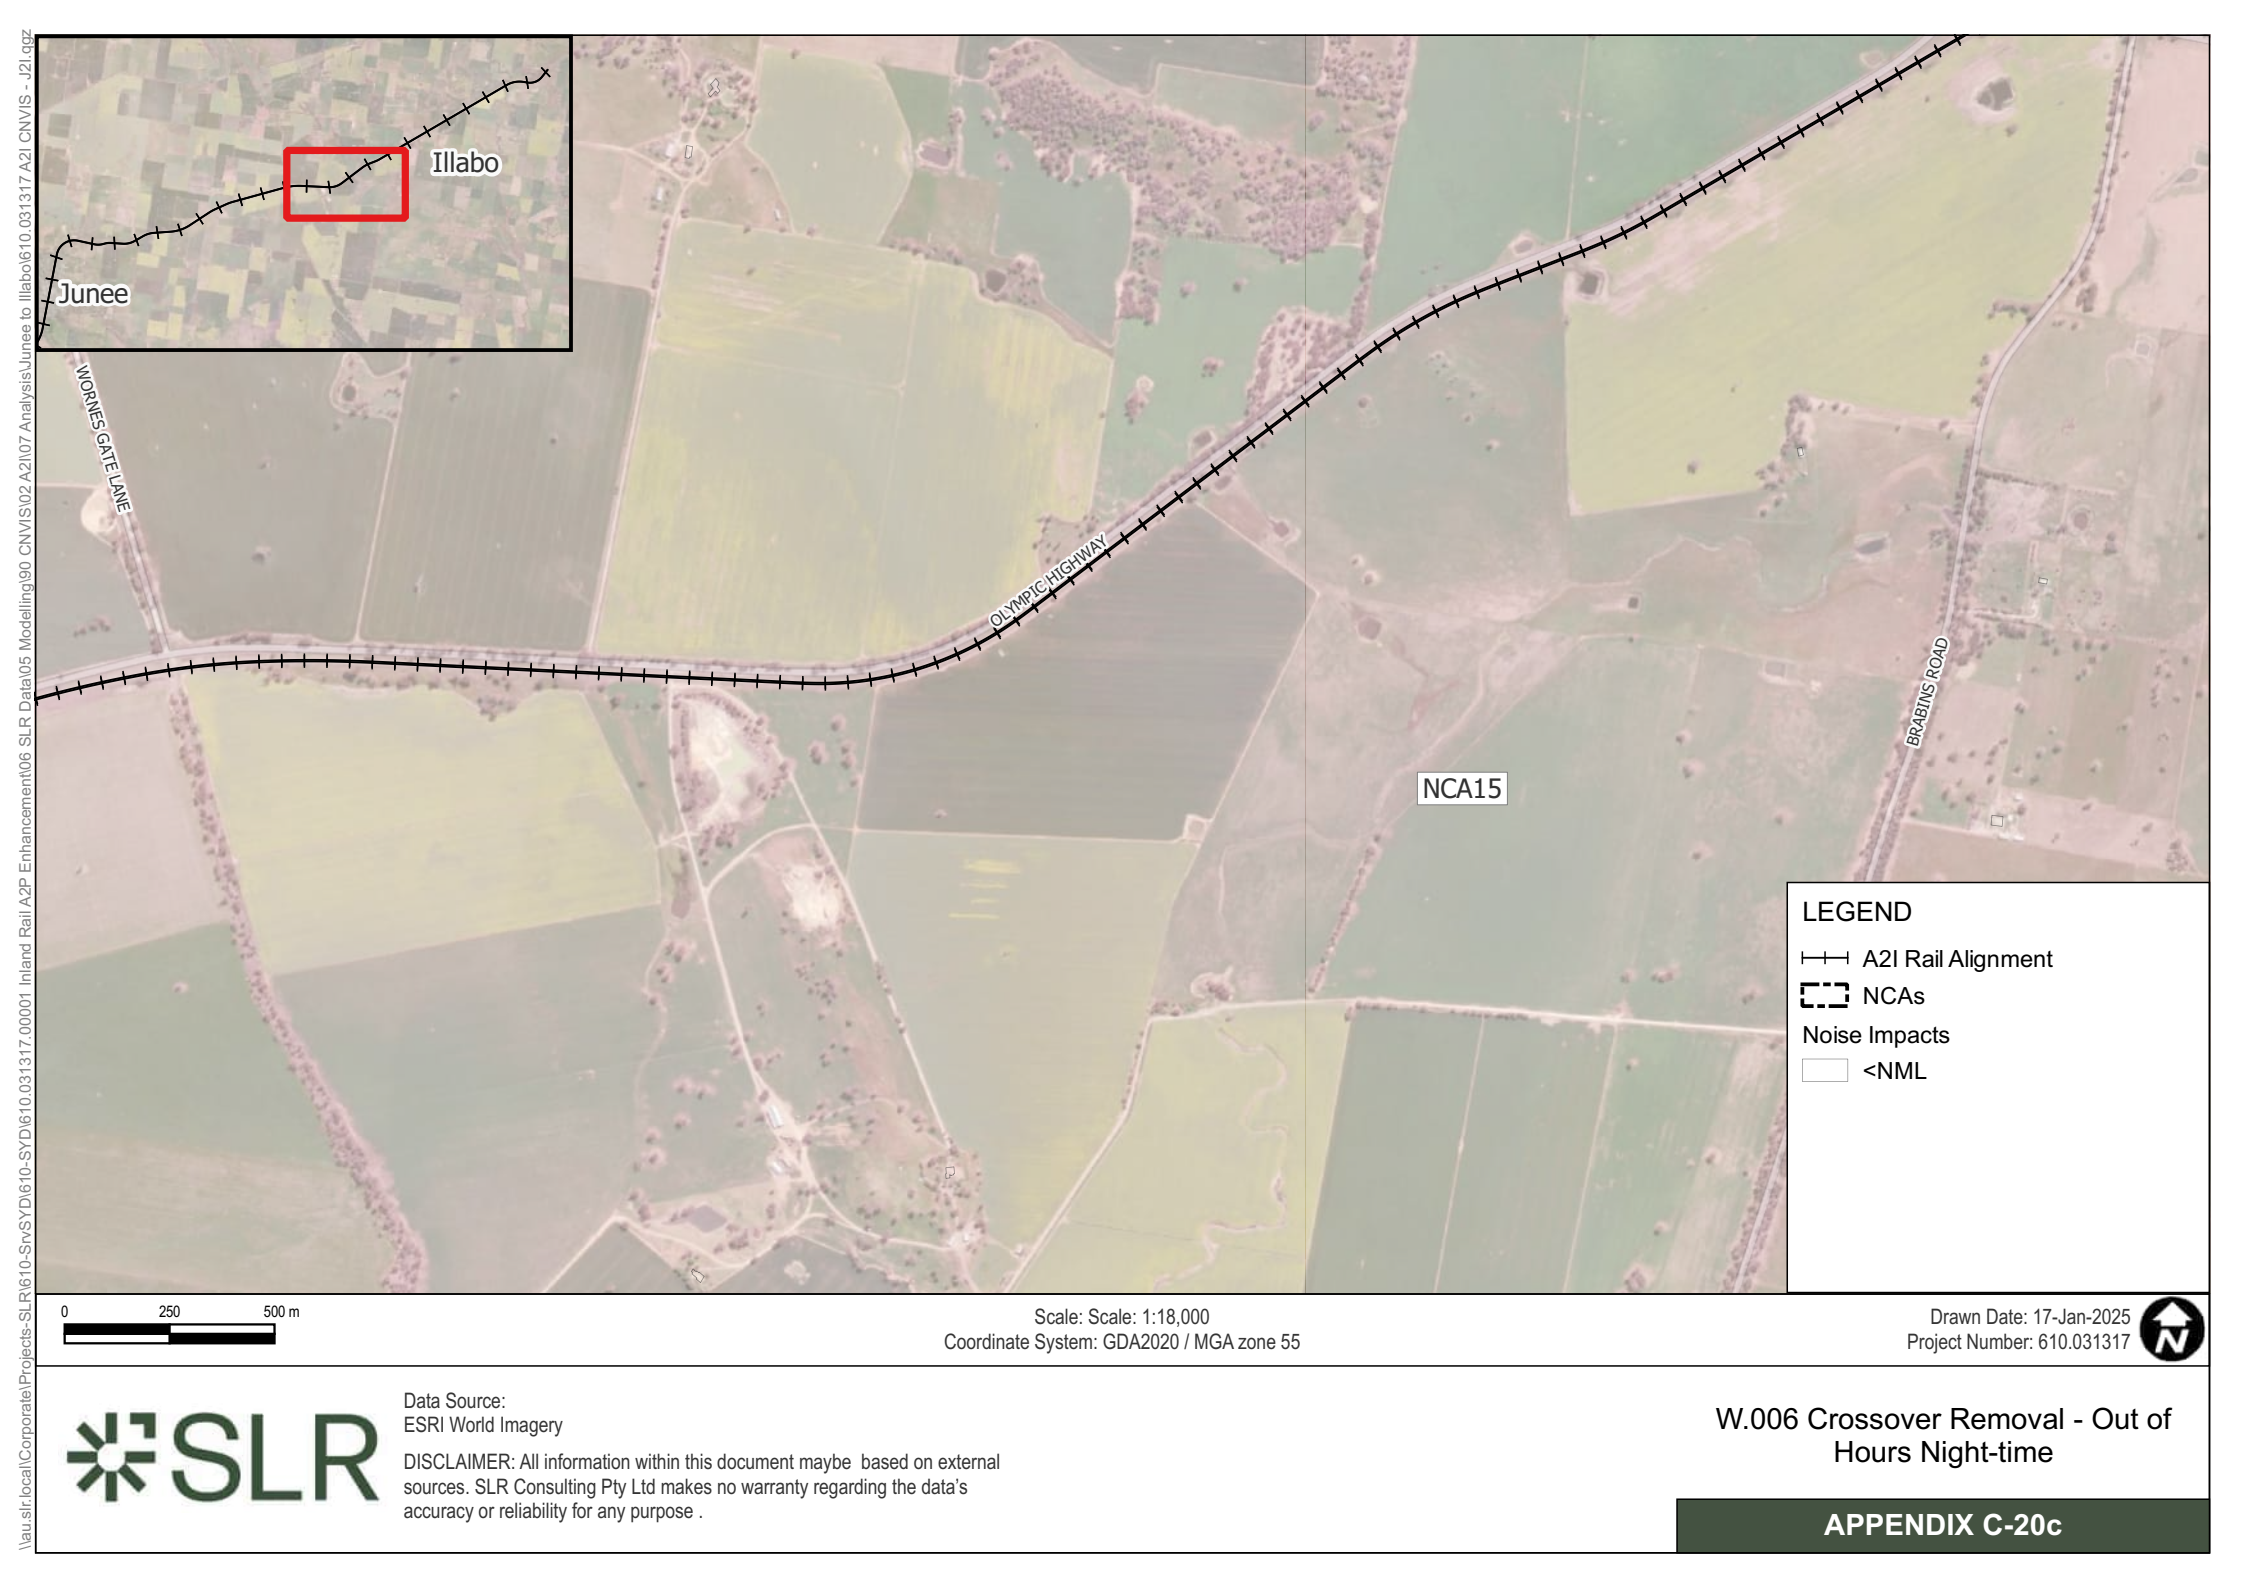 \\au.slr.local\Corporate\Projects-SLR\610-SrvSYD\610-SYD\610.031317.00001 Inland Rail A2P Enhancement\06 SLR Data\05 Modelling\90 CNVIS\02 A2I\07 Analysis\Junee to Illabo\610.031317 A2I CNVIS - J2I.qgz
Illabo
Junee
WORNES GATE LANE
OLYMPIC HIGHWAY
BRABINS ROAD
NCA15
LEGEND
A2I Rail Alignment
NCAs
Noise Impacts
<NML
0 250 500 m
Scale: Scale: 1:18,000
Coordinate System: GDA2020 / MGA zone 55
Drawn Date: 17-Jan-2025
Project Number: 610.031317
N
SLR
Data Source:
ESRI World Imagery
DISCLAIMER: All information within this document maybe  based on external
sources. SLR Consulting Pty Ltd makes no warranty regarding the data's
accuracy or reliability for any purpose .
W.006 Crossover Removal - Out of
Hours Night-time
APPENDIX C-20c